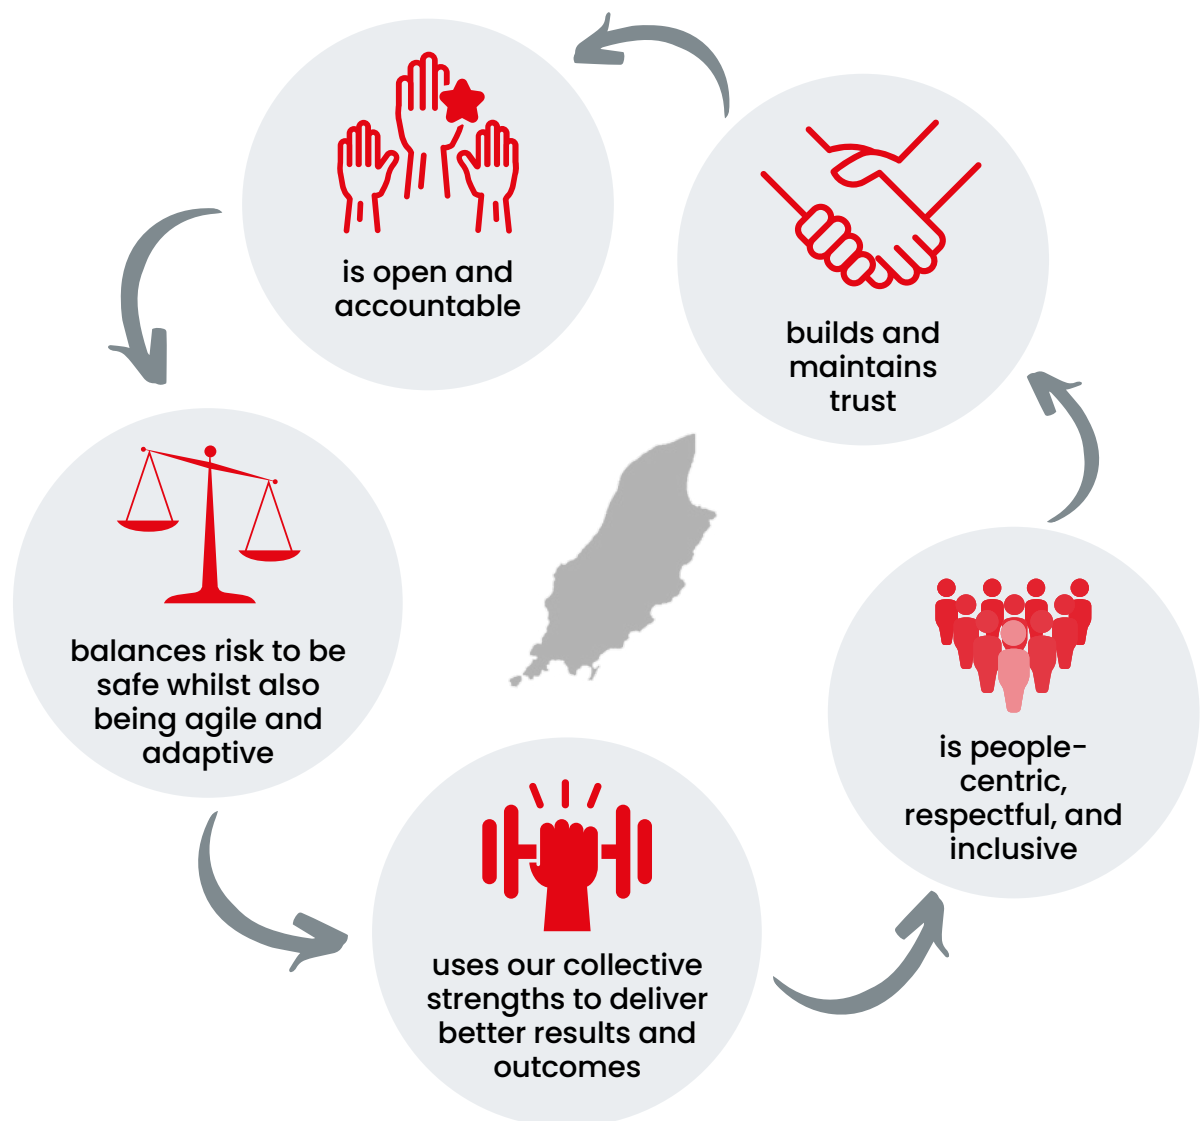 is open and
accountable
builds and
maintains
trust
balances risk to be
safe whilst also
being agile and
adaptive
is people-
centric,
respectful, and
inclusive
uses our collective
strengths to deliver
better results and
outcomes